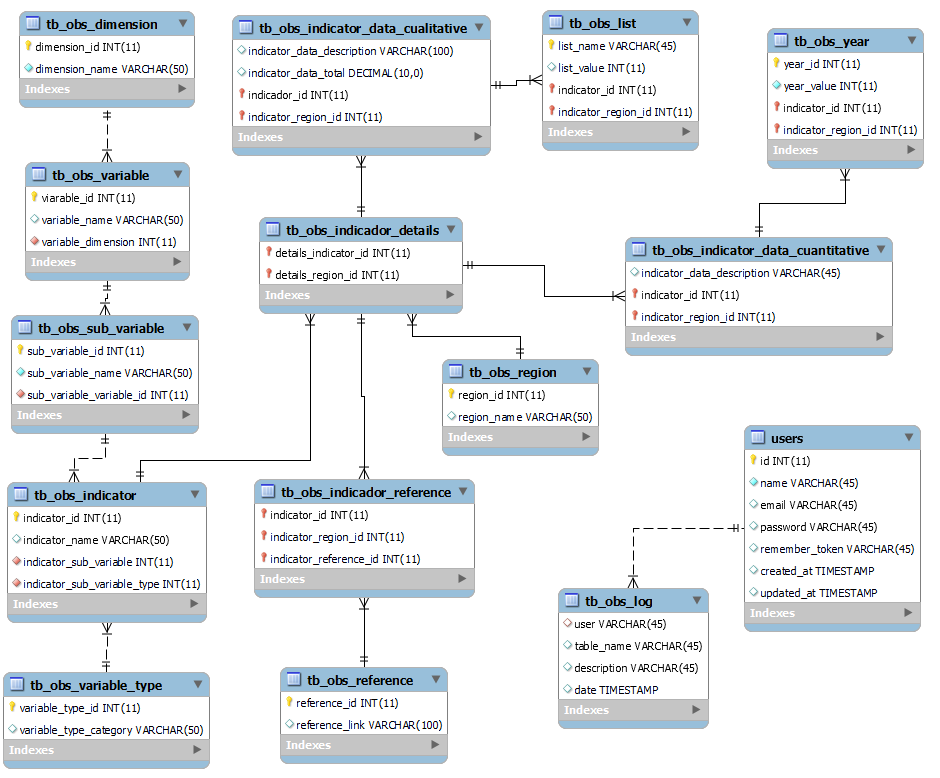 tb_obs_dimension
dimension_id INT(11)
dimension_name VARCHAR(50)
Indexes
tb_obs_indicator_data_cualitative
indicator_data_description VARCHAR(100)
indicator_data_total DECIMAL(10,0)
indicador_id INT(11)
indicator_region_id INT(11)
Indexes
tb_obs_list
list_name VARCHAR(45)
list_value INT(11)
indicator_id INT(11)
indicator_region_id INT(11)
Indexes
tb_obs_year
year_id INT(11)
year_value INT(11)
indicator_id INT(11)
indicator_region_id INT(11)
Indexes
tb_obs_variable
viarable_id INT(11)
variable_name VARCHAR(50)
variable_dimension INT(11)
Indexes
tb_obs_indicador_details
details_indicator_id INT(11)
details_region_id INT(11)
Indexes
tb_obs_indicator_data_cuantitative
indicator_data_description VARCHAR(45)
indicator_id INT(11)
indicator_region_id INT(11)
Indexes
tb_obs_sub_variable
sub_variable_id INT(11)
sub_variable_name VARCHAR(50)
sub_variable_variable_id INT(11)
Indexes
tb_obs_region
region_id INT(11)
region_name VARCHAR(50)
Indexes
users
id INT(11)
name VARCHAR(45)
email VARCHAR(45)
password VARCHAR(45)
remember_token VARCHAR(45)
created_at TIMESTAMP
updated_at TIMESTAMP
Indexes
tb_obs_indicator
indicator_id INT(11)
indicator_name VARCHAR(50)
indicator_sub_variable INT(11)
indicator_sub_variable_type INT(11)
Indexes
tb_obs_indicador_reference
indicator_id INT(11)
indicator_region_id INT(11)
indicator_reference_id INT(11)
Indexes
tb_obs_log
user VARCHAR(45)
table_name VARCHAR(45)
description VARCHAR(45)
date TIMESTAMP
Indexes
tb_obs_variable_type
variable_type_id INT(11)
variable_type_category VARCHAR(50)
Indexes
tb_obs_reference
reference_id INT(11)
reference_link VARCHAR(100)
Indexes